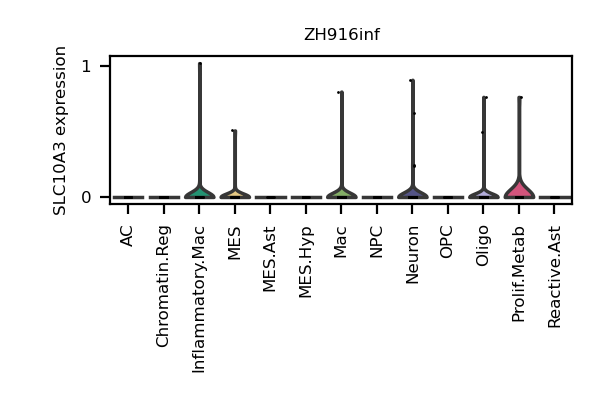 ZH916inf
SLC10A3 expression
1
0
AC
Chromatin.Reg
Inflammatory.Mac
MES
MES.Ast
MES.Hyp
Mac
NPC
Neuron
OPC
Oligo
Prolif.Metab
Reactive.Ast